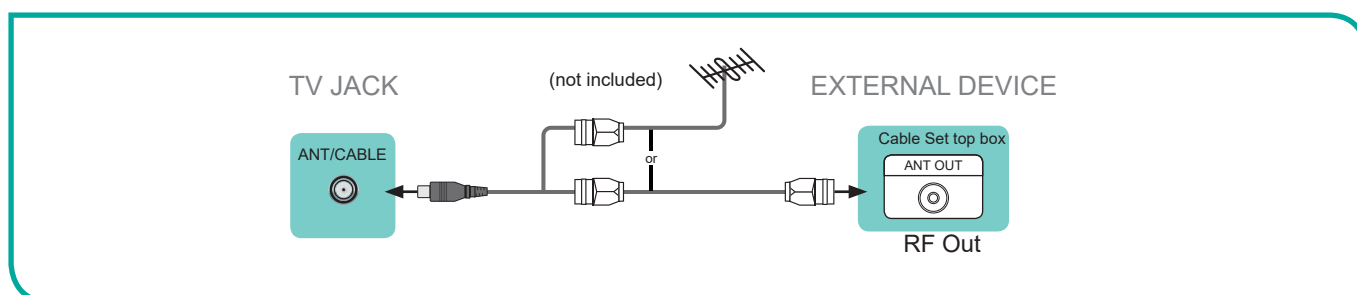 TV JACK
(not included)
EXTERNAL DEVICE
ANT/CABLE
or
Cable Set top box
ANT OUT
RF Out